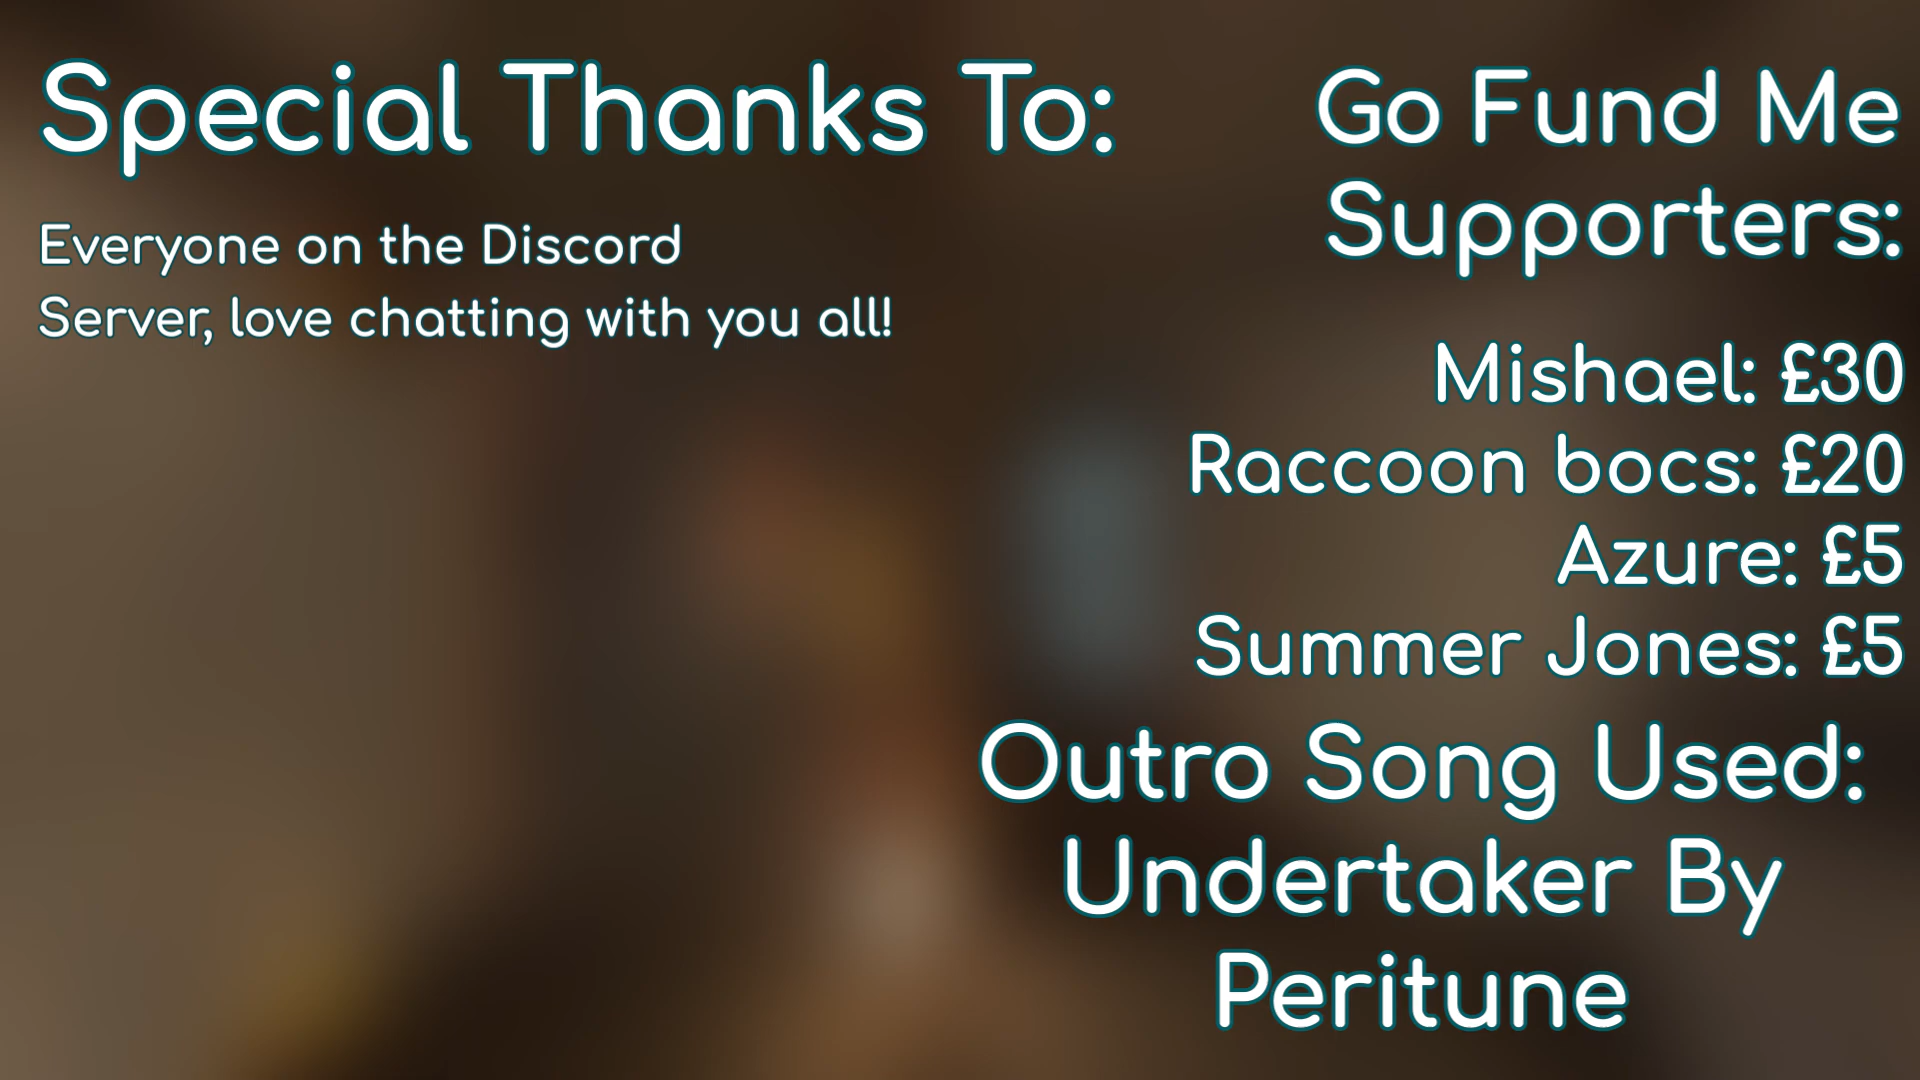 Special Thanks To:
Everyone on the Discord
Server, love chatting with you all!
Go Fund Me
Supporters:
Mishael: £30
Raccoon bocs: £20
Azure: £5
Summer Jones: £5
Outro Song Used:
Undertaker By
Peritune